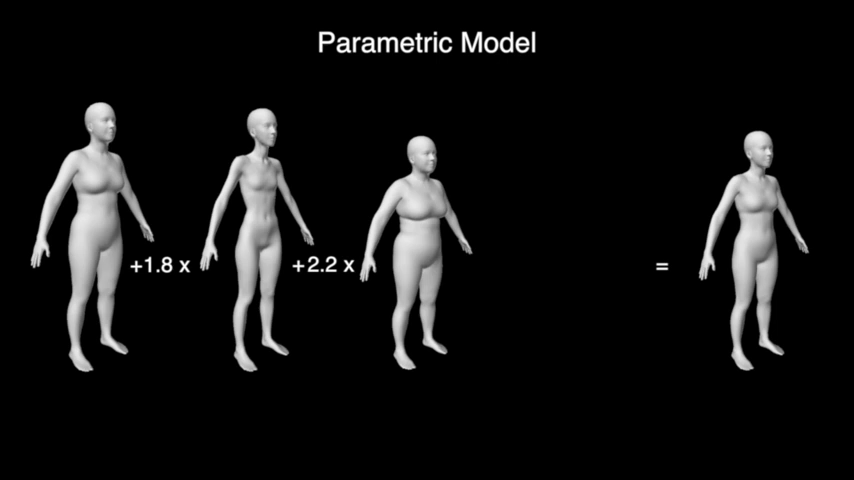 Parametric Model
+1.8 x +2.2 x =